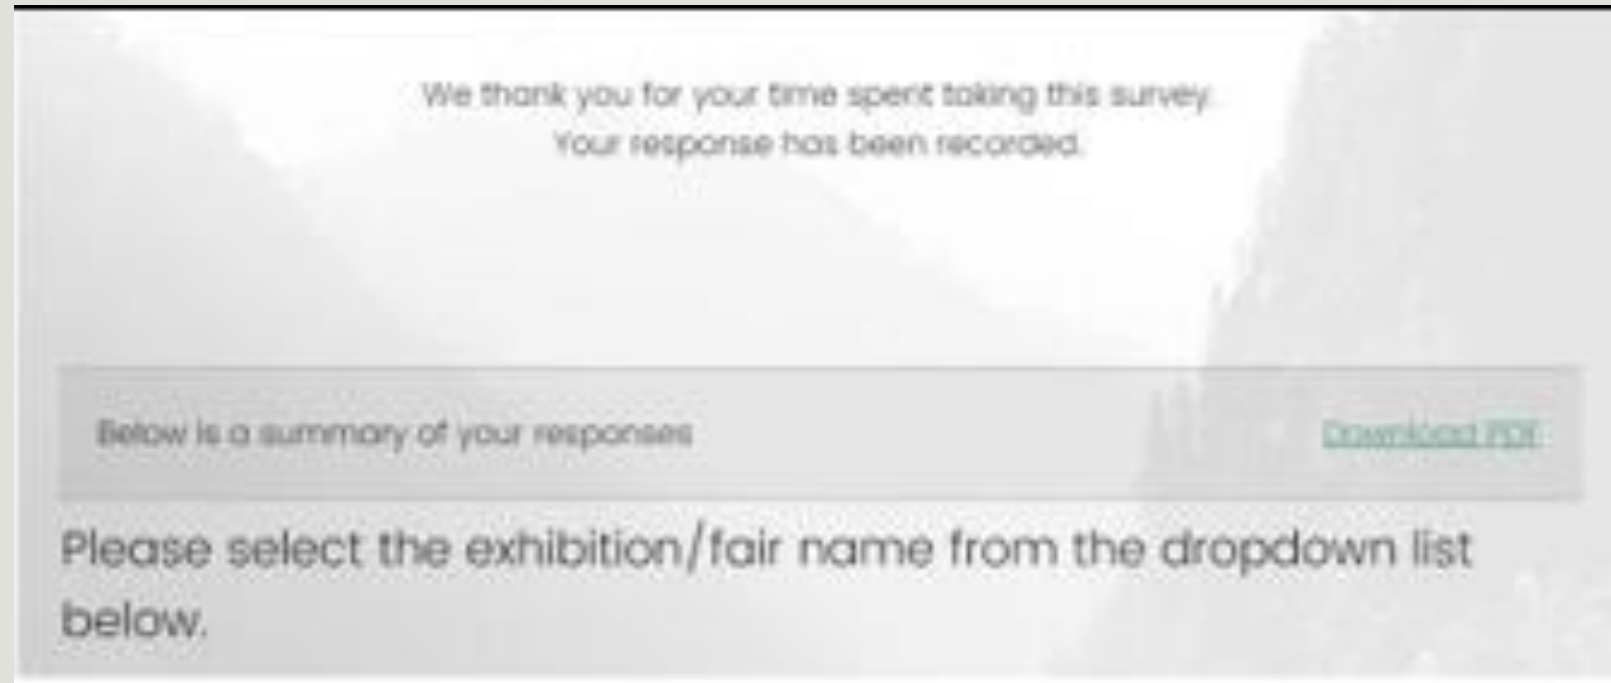 We thank you for your time spent taking this survey.
Your response has been recorded.
Below is a summary of your responses
Download PDF
Please select the exhibition/fair name from the dropdown list
below.